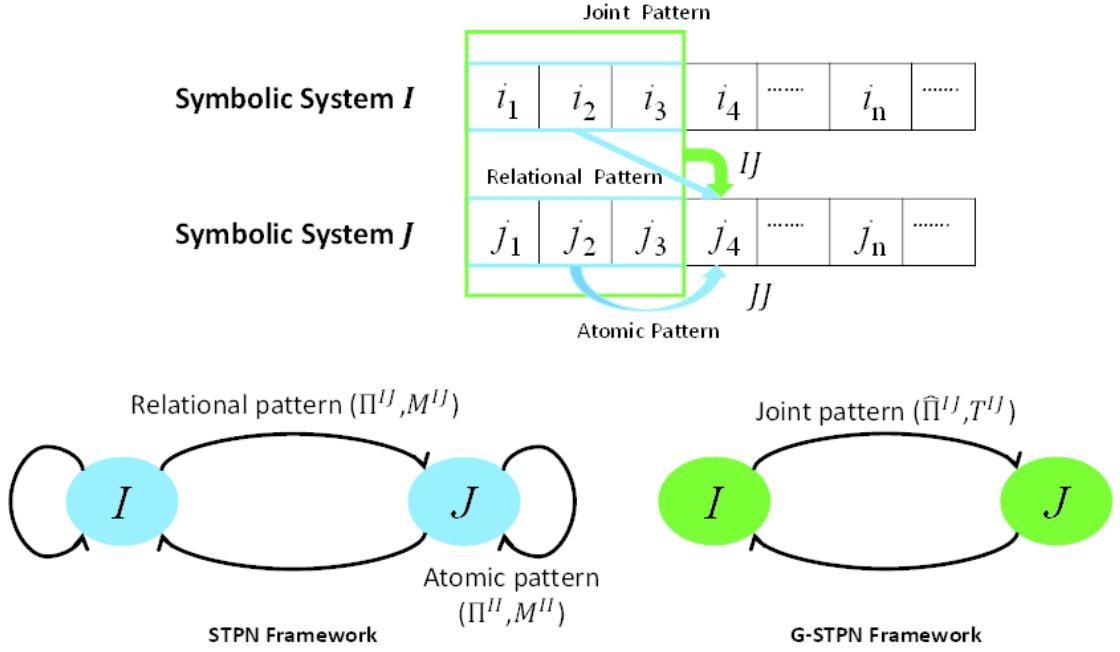 Joint Pattern
Symbolic System I
i₁ i₂ i₃ i₄ ....... iₙ .......
IJ
Relational Pattern
Symbolic System J
j₁ j₂ j₃ j₄ ....... jₙ .......
JJ
Atomic Pattern
Relational pattern (Π^{IJ},M^{IJ})
Joint pattern (Π̂^{IJ},T^{IJ})
I J
I J
Atomic pattern
(Π^{II},M^{II})
STPN Framework
G-STPN Framework